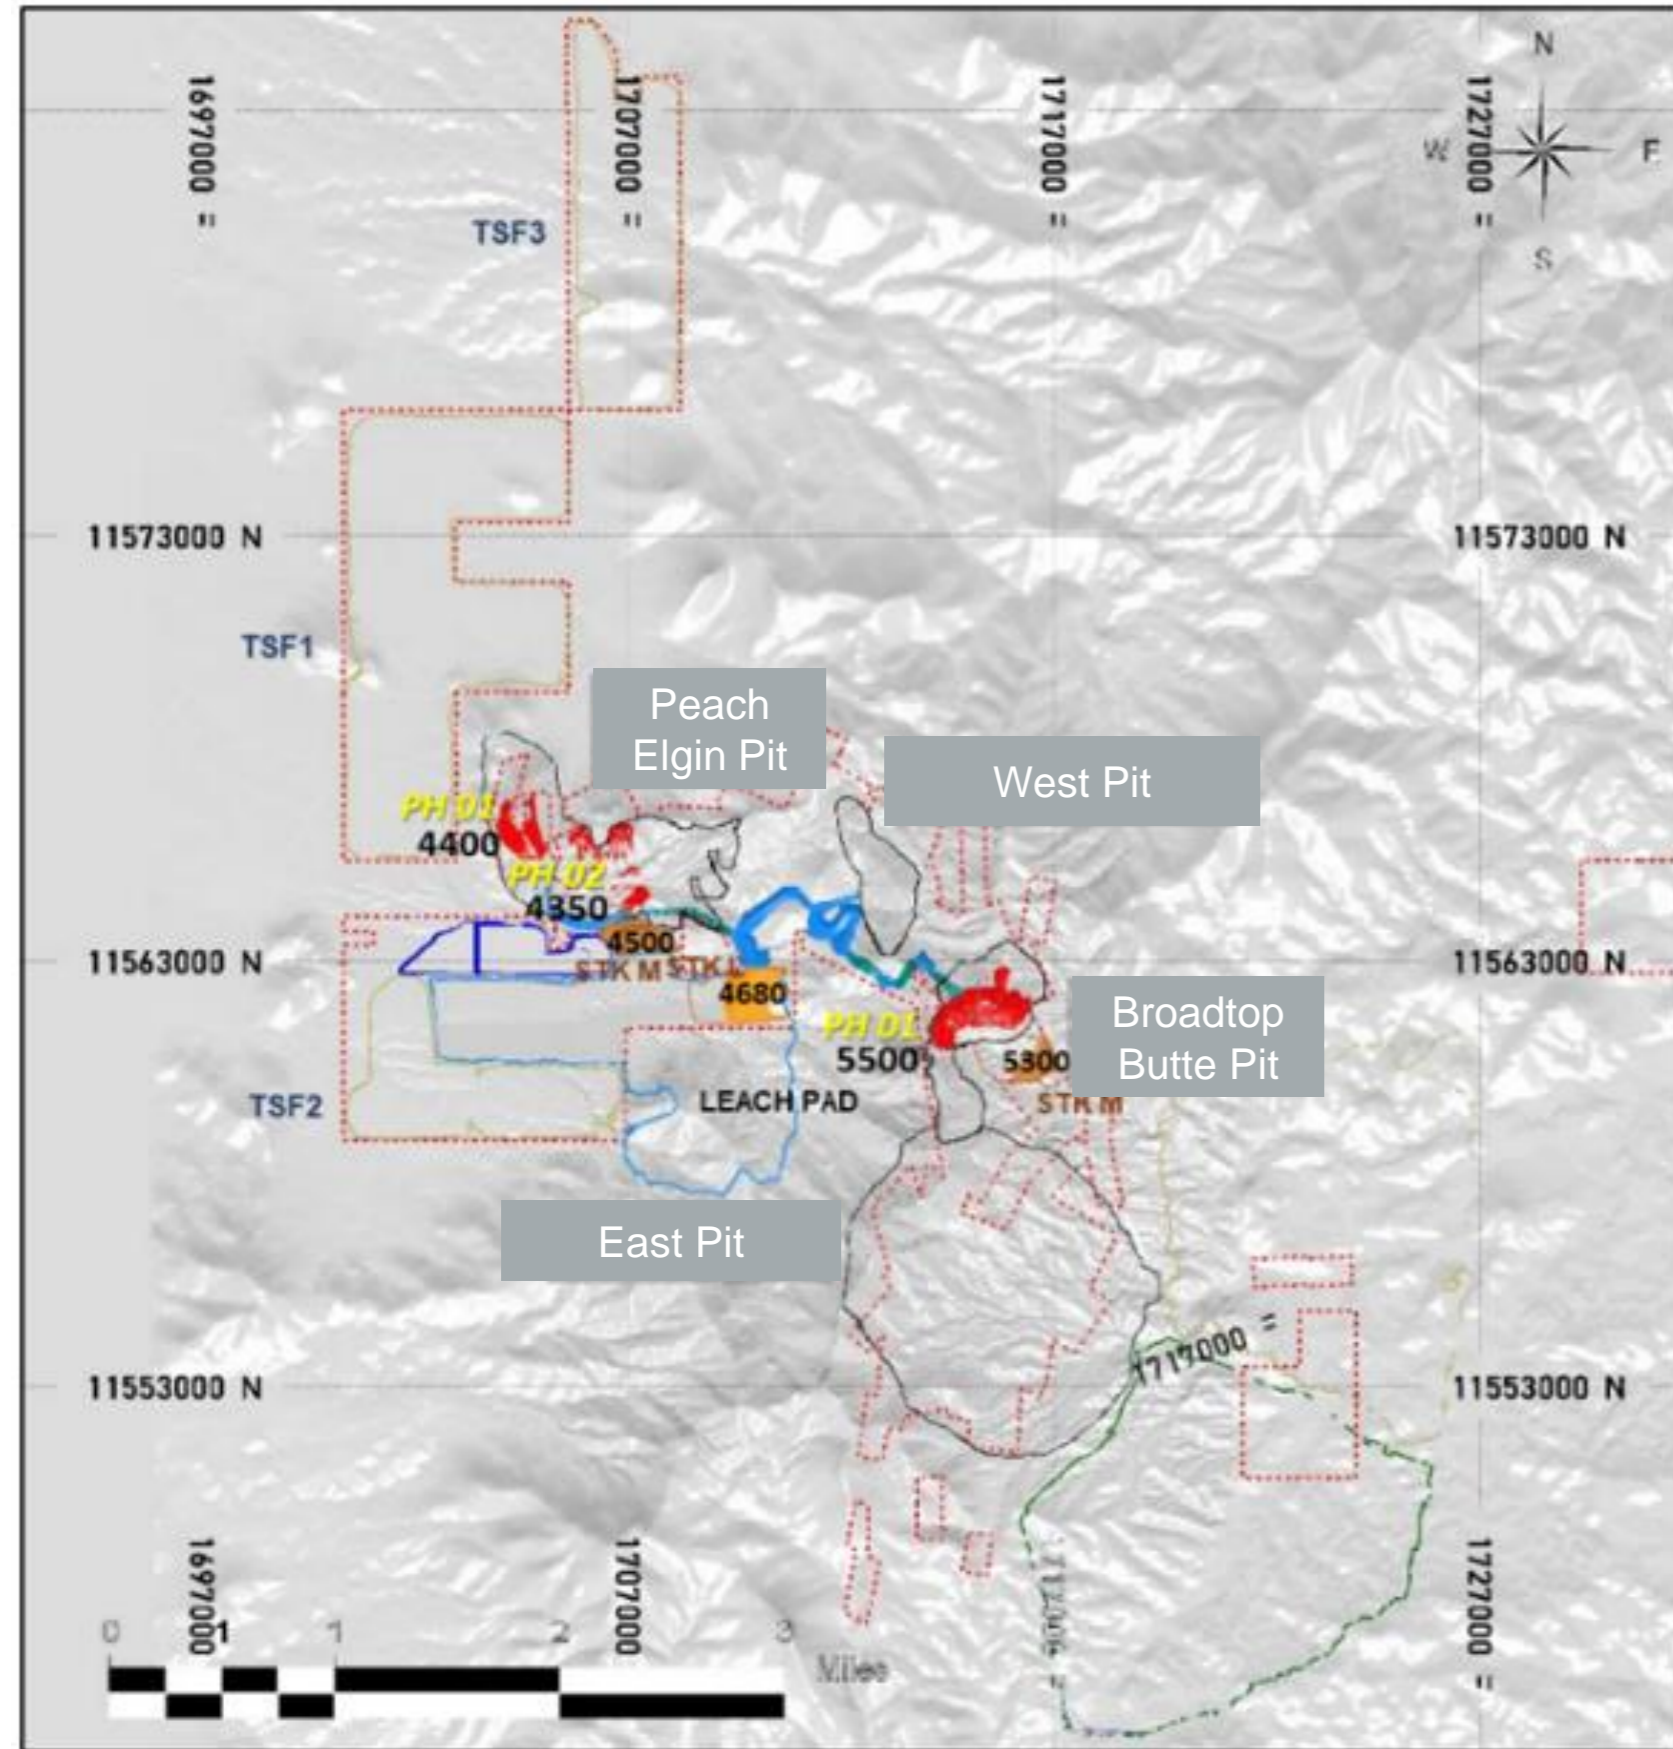 N
1697000
1707000
1717000
1727000
W
E
=
=
=
=
TSF3
S
11573000 N
11573000 N
TSF1
Peach
Elgin Pit
West Pit
PH 01
4400
PH 02
4350
4500
11563000 N
11563000 N
STK M
STK L
4680
Broadtop
Butte Pit
PH 01
5500
5300
TSF2
LEACH PAD
STK M
East Pit
1717000 =
11553000 N
11553000 N
1697000
1707000
1717000 =
1727000 =
0
1
1
2
3
Miles